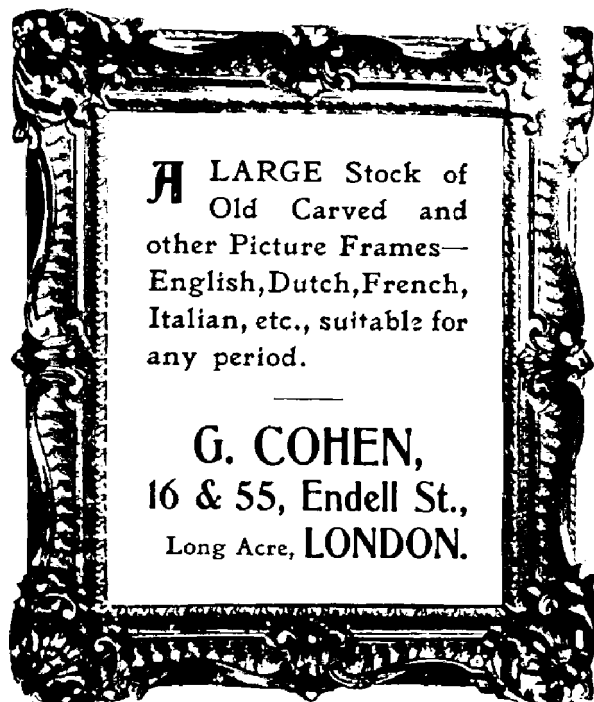 A LARGE Stock of
Old Carved and
other Picture Frames—
English, Dutch, French,
Italian, etc., suitable for
any period.
G. COHEN,
16 & 55, Endell St.,
Long Acre, LONDON.